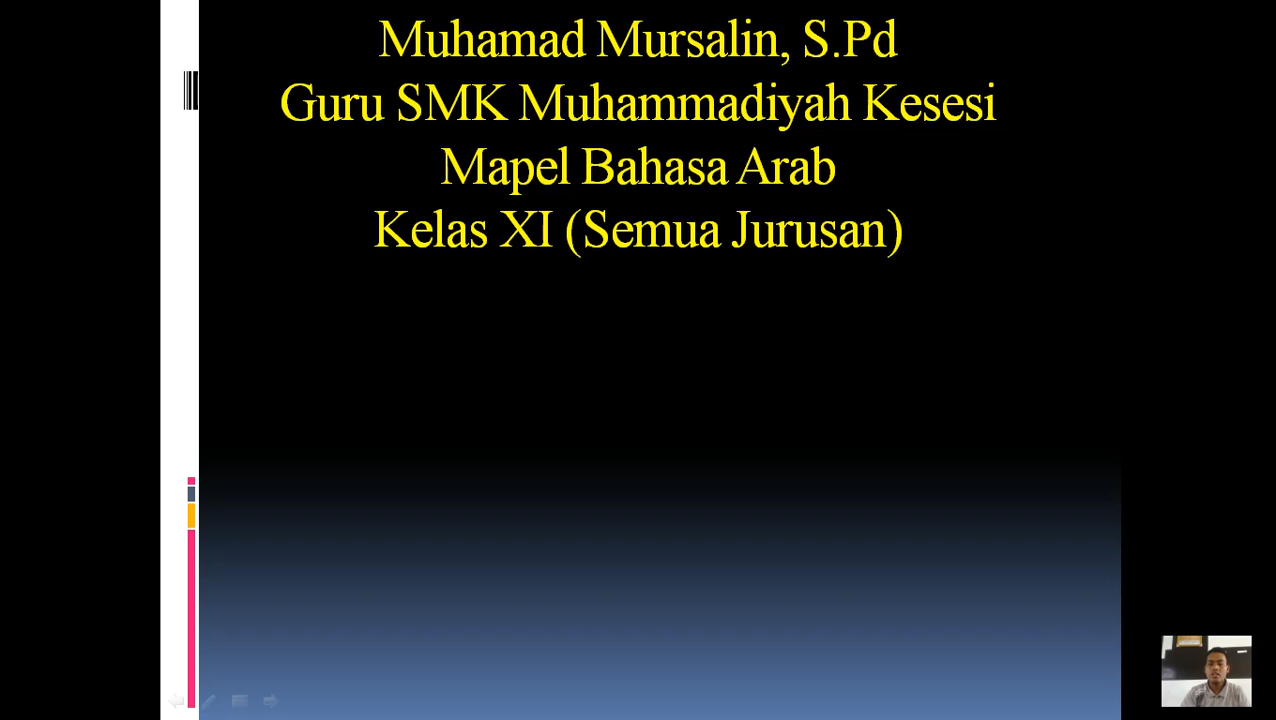 Muhamad Mursalin, S.Pd
Guru SMK Muhammadiyah Kesesi
Mapel Bahasa Arab
Kelas XI (Semua Jurusan)